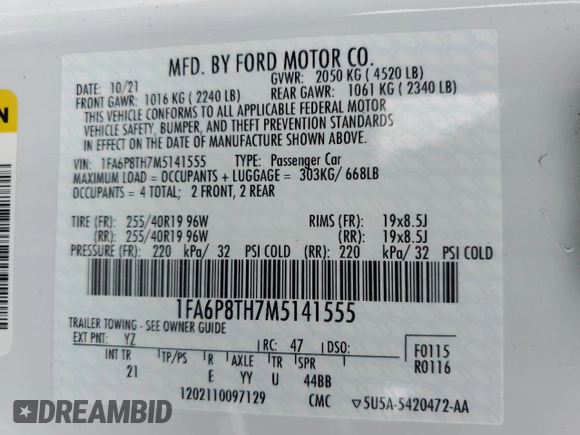 MFD. BY FORD MOTOR CO.
DATE: 10/21 GVWR: 2050 KG ( 4520 LB)
FRONT GAWR: 1016 KG ( 2240 LB) REAR GAWR: 1061 KG ( 2340 LB)
THIS VEHICLE CONFORMS TO ALL APPLICABLE FEDERAL MOTOR
VEHICLE SAFETY, BUMPER, AND THEFT PREVENTION STANDARDS
IN EFFECT ON THE DATE OF MANUFACTURE SHOWN ABOVE.
VIN: 1FA6P8TH7M5141555 TYPE: Passenger Car
MAXIMUM LOAD = OCCUPANTS + LUGGAGE = 303KG/ 668LB
OCCUPANTS = 4 TOTAL; 2 FRONT, 2 REAR
TIRE (FR): 255/40R19 96W RIMS (FR): 19x8.5J
(RR): 255/40R19 96W (RR): 19x8.5J
PRESSURE (FR): 220 kPa/ 32 PSI COLD (RR): 220 kPa/ 32 PSI COLD
1FA6P8TH7M5141555
TRAILER TOWING - SEE OWNER GUIDE
EXT PNT: YZ RC: 47 DSO: F0115
INT TR TP/PS R AXLE TR SPR R0116
21 E YY U 44BB
1202110097129 CMC ▽5U5A-5420472-AA
DREAMBID
CREATE YOUR DREAM